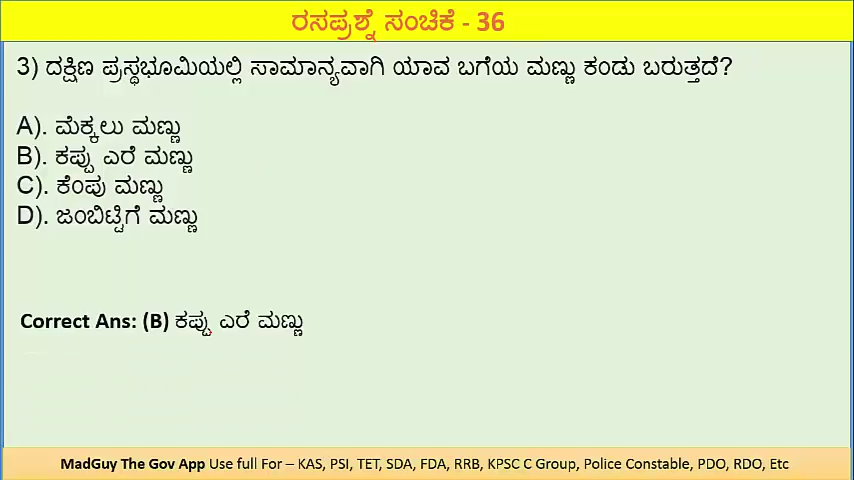 ರಸಪ್ರಶ್ನೆ ಸಂಚಿಕೆ - 36
3) ದಕ್ಷಿಣ ಪ್ರಸ್ಥಭೂಮಿಯಲ್ಲಿ ಸಾಮಾನ್ಯವಾಗಿ ಯಾವ ಬಗೆಯ ಮಣ್ಣು ಕಂಡು ಬರುತ್ತದೆ?
A). ಮೆಕ್ಕಲು ಮಣ್ಣು
B). ಕಪ್ಪು ಎರೆ ಮಣ್ಣು
C). ಕೆಂಪು ಮಣ್ಣು
D). ಜಂಬಿಟ್ಟಿಗೆ ಮಣ್ಣು
Correct Ans: (B) ಕಪ್ಪು ಎರೆ ಮಣ್ಣು
MadGuy The Gov App Use full For – KAS, PSI, TET, SDA, FDA, RRB, KPSC C Group, Police Constable, PDO, RDO, Etc